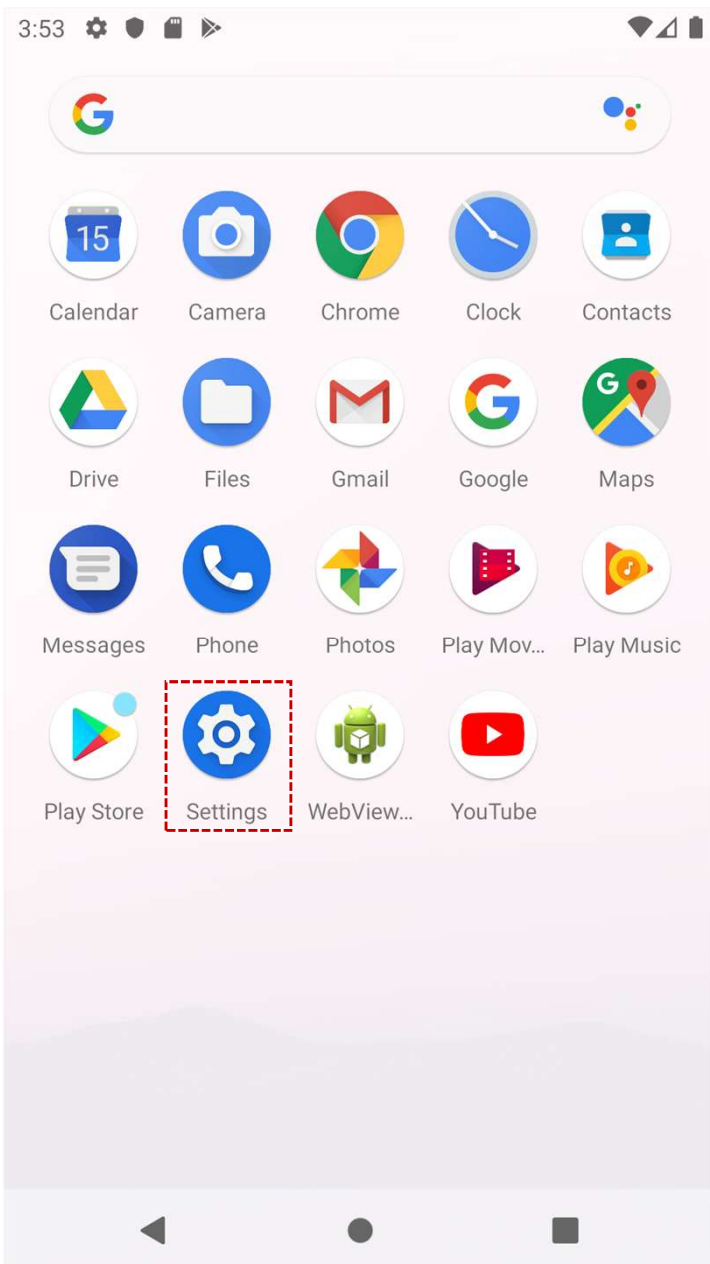 3:53
15
Calendar Camera Chrome Clock Contacts
G
Drive Files Gmail Google Maps
Messages Phone Photos Play Mov... Play Music
Play Store Settings WebView... YouTube